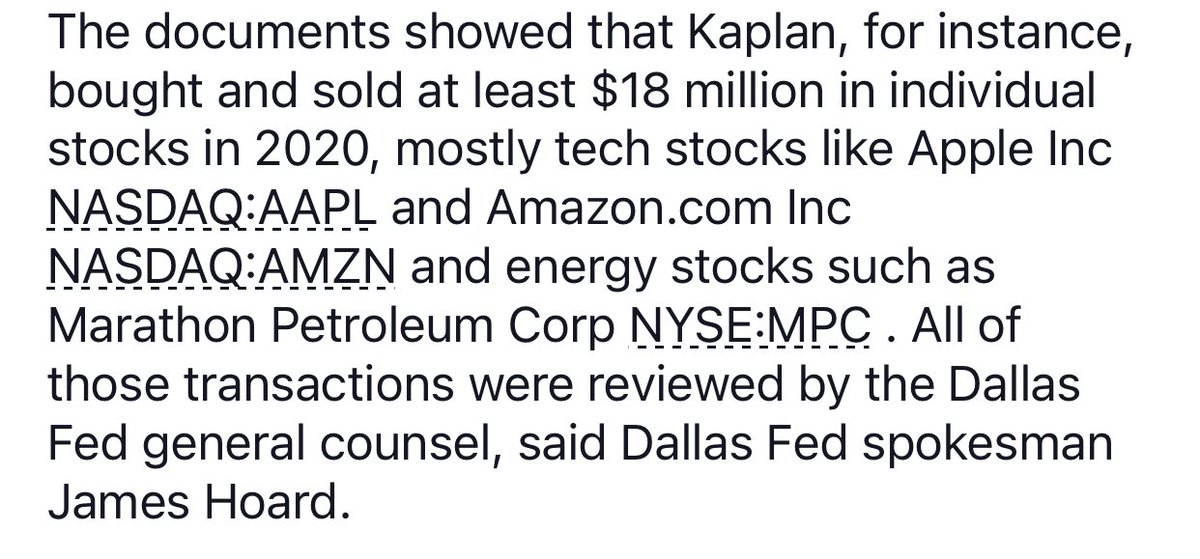 The documents showed that Kaplan, for instance,
bought and sold at least $18 million in individual
stocks in 2020, mostly tech stocks like Apple Inc
NASDAQ:AAPL and Amazon.com Inc
NASDAQ:AMZN and energy stocks such as
Marathon Petroleum Corp NYSE:MPC . All of
those transactions were reviewed by the Dallas
Fed general counsel, said Dallas Fed spokesman
James Hoard.